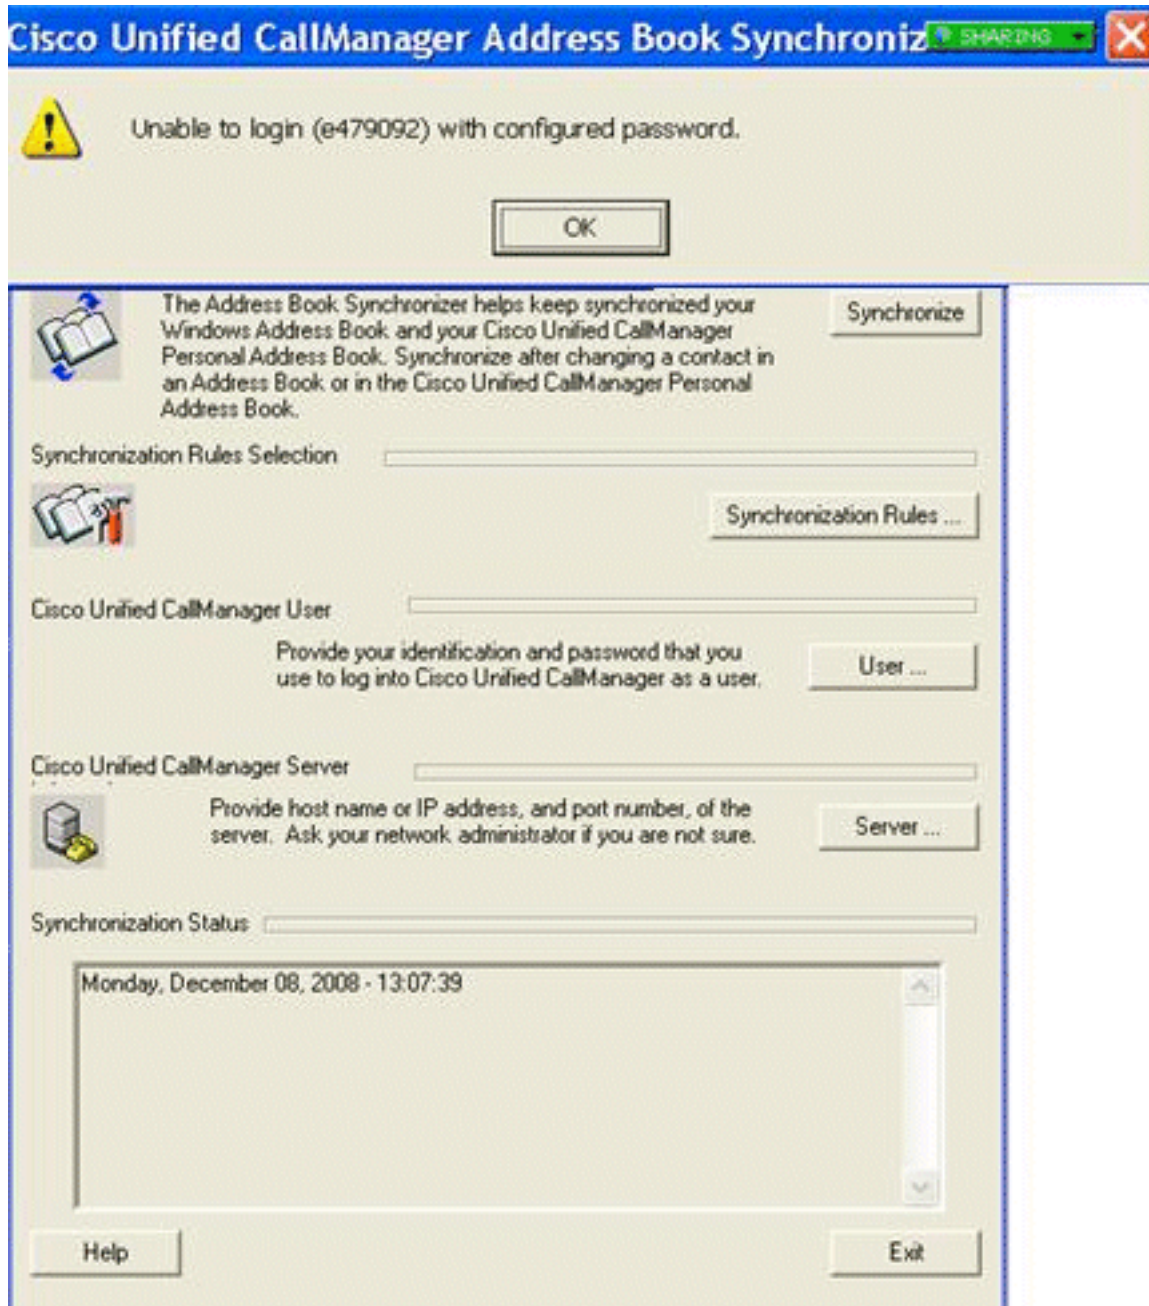 Cisco Unified CallManager Address Book Synchroniz
SHARING
Unable to login (e479092) with configured password.
OK
The Address Book Synchronizer helps keep synchronized your
Windows Address Book and your Cisco Unified CallManager
Personal Address Book. Synchronize after changing a contact in
an Address Book or in the Cisco Unified CallManager Personal
Address Book.
Synchronize
Synchronization Rules Selection
Synchronization Rules ...
Cisco Unified CallManager User
Provide your identification and password that you
use to log into Cisco Unified CallManager as a user.
User ...
Cisco Unified CallManager Server
Provide host name or IP address, and port number, of the
server. Ask your network administrator if you are not sure.
Server ...
Synchronization Status
Monday, December 08, 2008 - 13:07:39
Help
Exit